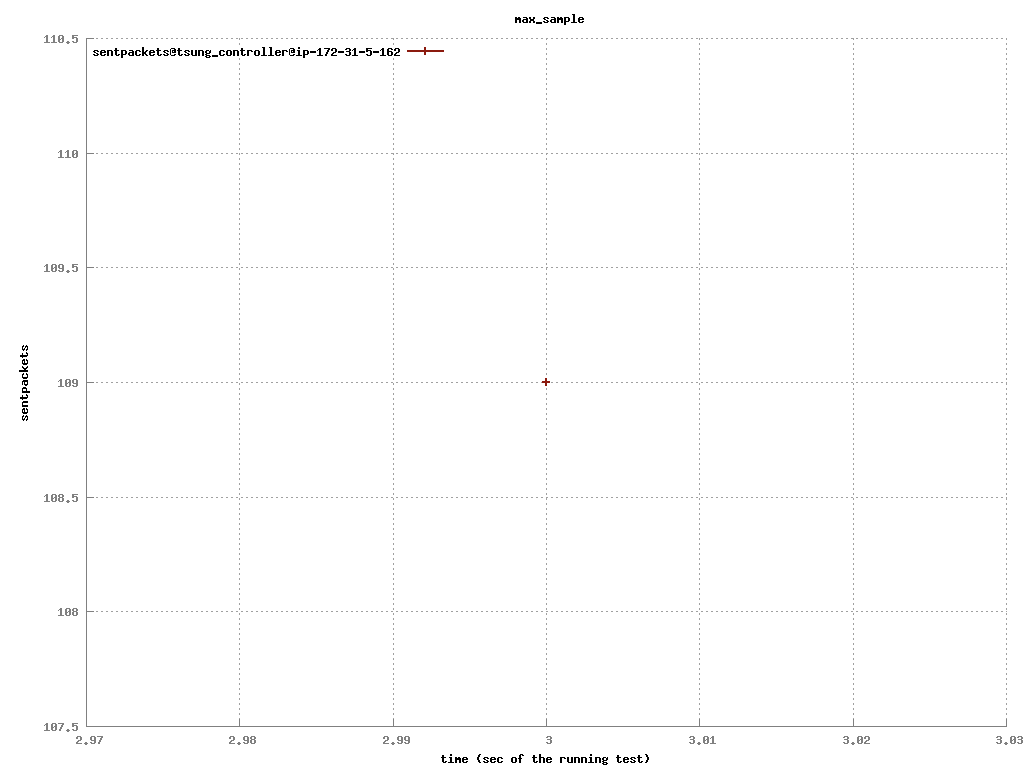 max_sample
110.5
sentpackets@tsung_controller@ip-172-31-5-162
110
109.5
sentpackets
109
108.5
108
107.5
2.97 2.98 2.99 3 3.01 3.02 3.03
time (sec of the running test)